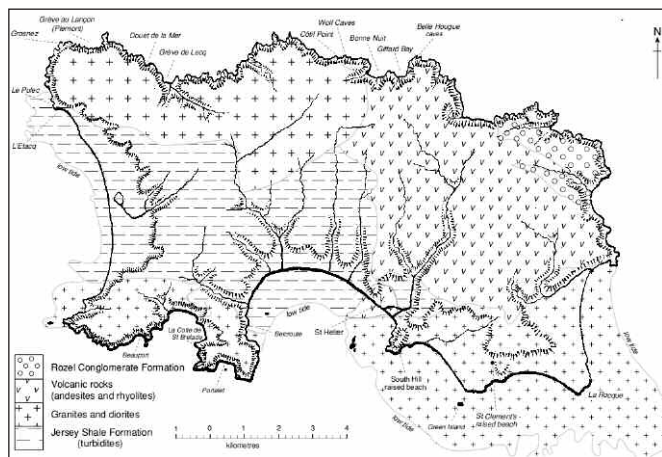 Grève au Lançon
(Plemont)
Grosnez
Douet de la Mer
Grève de Lecq
Wolf Caves
Côtil Point
Bonne Nuit
Giffard Bay
Belle Hougue
caves
N
Le Pulec
L'Etacq
low tide
low tide
low tide
low tide
Beauport
La Cotte de
St Brelade
Portelet
Belcroute
St Helier
South Hill
raised beach
Green Island
St Clement's
raised beach
La Rocque
Rozel Conglomerate Formation
Volcanic rocks
(andesites and rhyolites)
Granites and diorites
Jersey Shale Formation
(turbidites)
1 0 1 2 3 4
kilometres